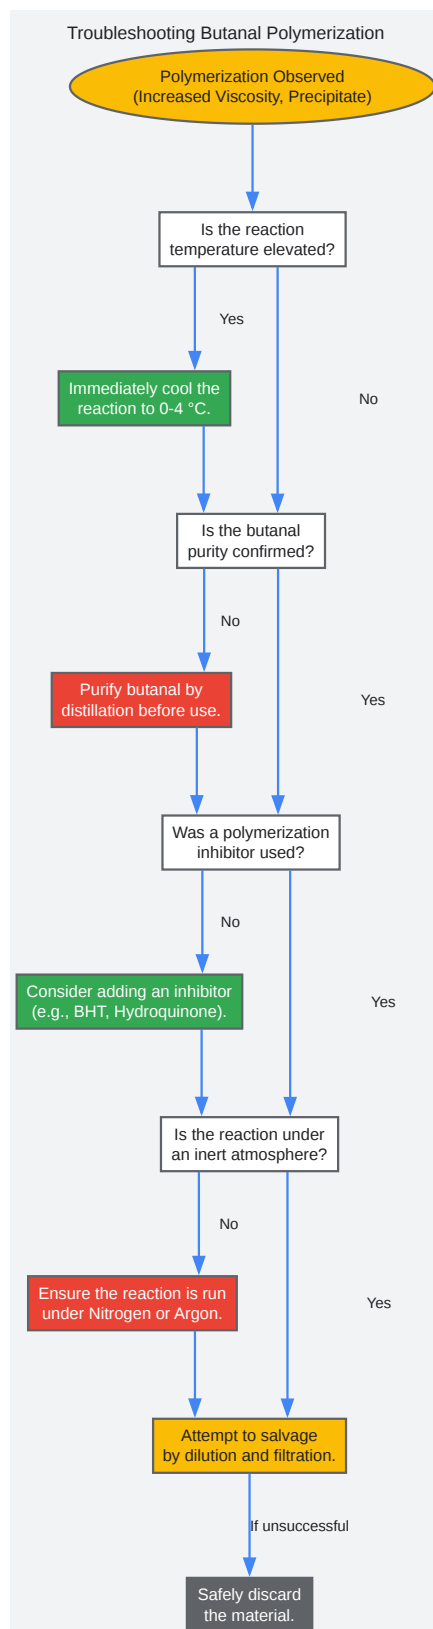 Troubleshooting Butanal Polymerization
Polymerization Observed
(Increased Viscosity, Precipitate)
Is the reaction
temperature elevated?
Yes
Immediately cool the
reaction to 0-4 °C.
No
Is the butanal
purity confirmed?
No
Purify butanal by
distillation before use.
Yes
Was a polymerization
inhibitor used?
No
Consider adding an inhibitor
(e.g., BHT, Hydroquinone).
Yes
Is the reaction under
an inert atmosphere?
No
Ensure the reaction is run
under Nitrogen or Argon.
Yes
Attempt to salvage
by dilution and filtration.
If unsuccessful
Safely discard
the material.